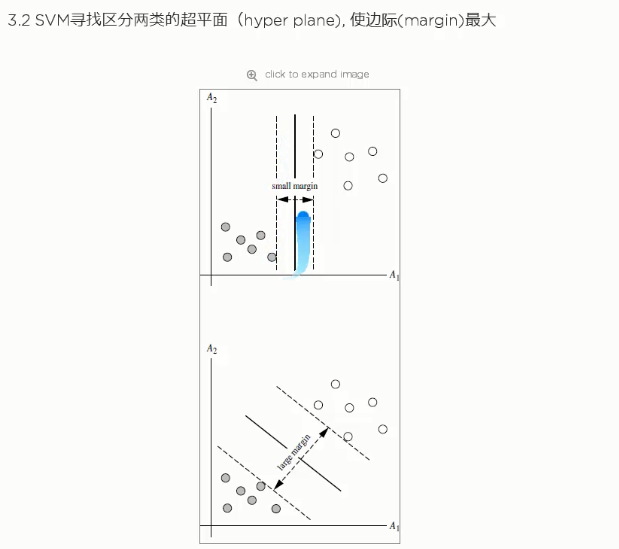 3.2 SVM寻找区分两类的超平面（hyper plane), 使边际(margin)最大
click to expand image
A2
small margin
A1
A2
large margin
A1